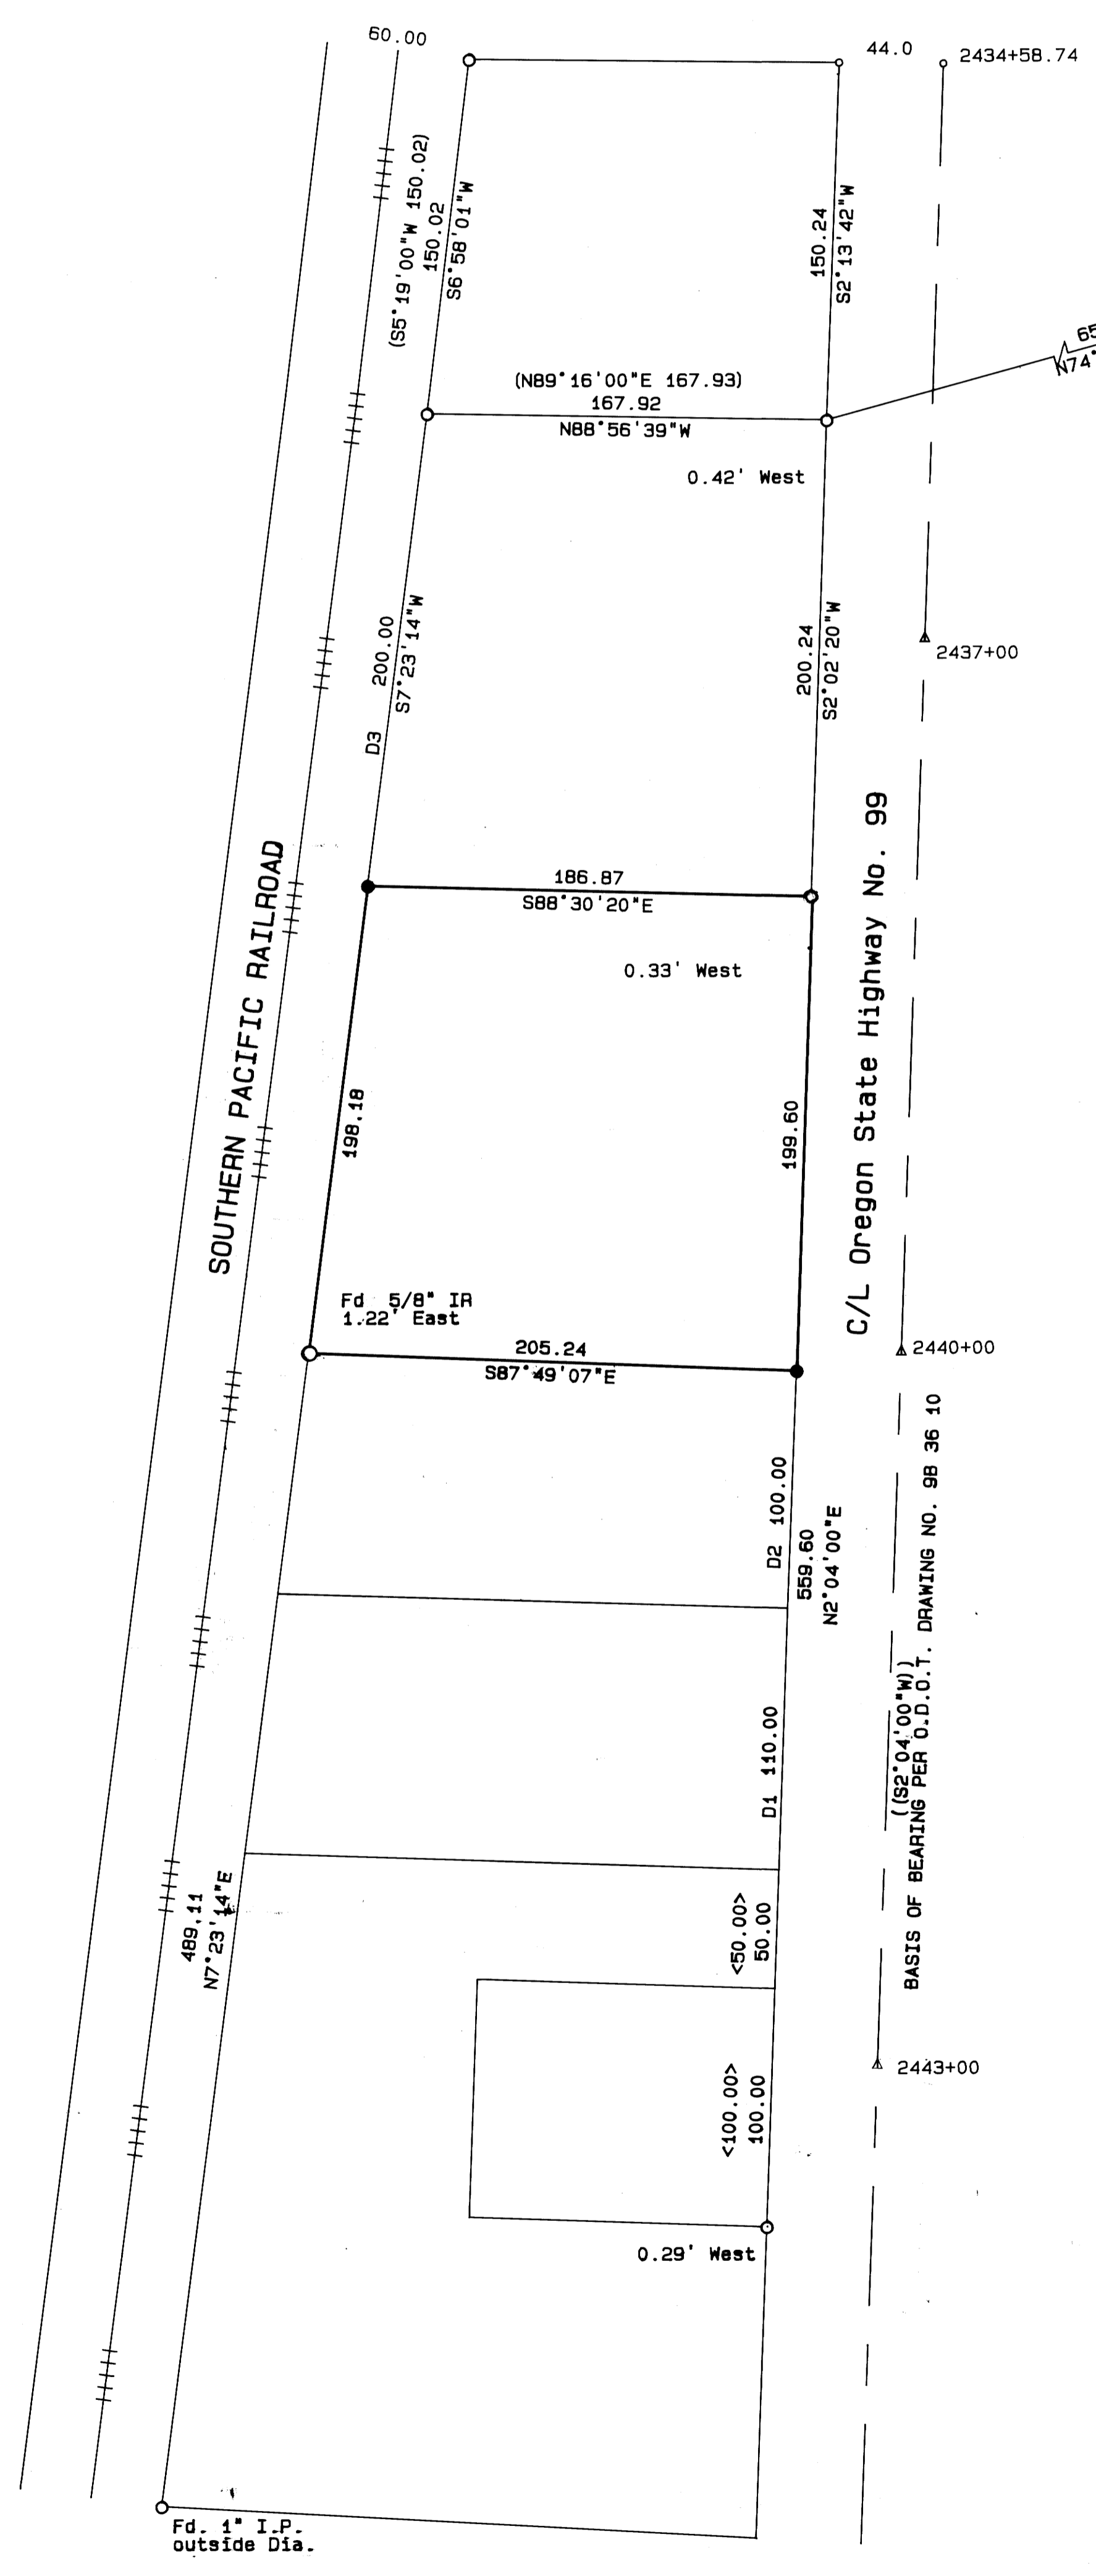 60.00
44.0
2434+58.74
(S5°19'00"W 150.02)
150.02
S6°58'01"W
150.24
S2°13'42"W
65
N74°
(N89°16'00"E 167.93)
167.92
N88°56'39"W
0.42' West
200.00
S7°23'14"W
D3
200.24
S2°02'20"W
2437+00
SOUTHERN PACIFIC RAILROAD
C/L Oregon State Highway No. 99
186.87
S88°30'20"E
0.33' West
198.18
199.60
Fd 5/8" IR
1.22' East
205.24
S87°49'07"E
2440+00
D2 100.00
559.60
N2°04'00"E
BASIS OF BEARING PER O.D.O.T. DRAWING NO. 9B 36 10
((S2°04'00"W))
D1 110.00
489.11
N7°23'14"E
<50.00>
50.00
<100.00>
100.00
2443+00
0.29' West
Fd. 1" I.P.
outside Dia.